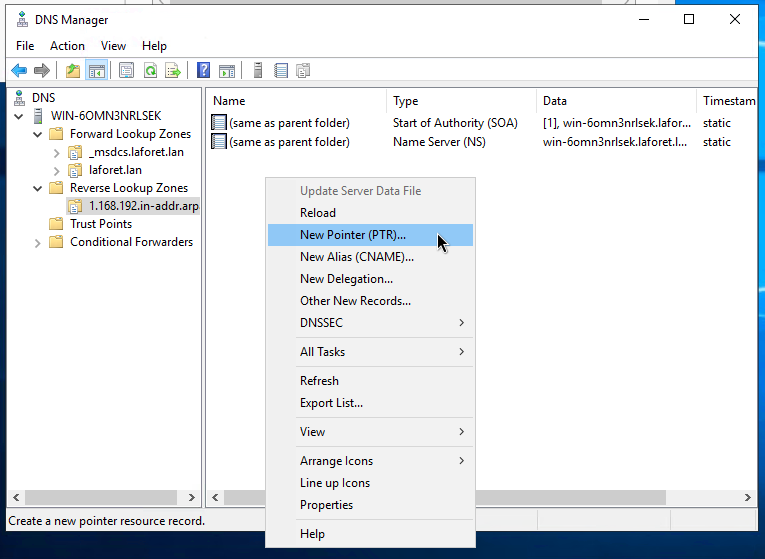 DNS Manager
File Action View Help
DNS
WIN-6OMN3NRLSEK
Forward Lookup Zones
_msdcs.laforet.lan
laforet.lan
Reverse Lookup Zones
1.168.192.in-addr.arp
Trust Points
Conditional Forwarders
Name Type Data Timestam
(same as parent folder) Start of Authority (SOA) [1], win-6omn3nrlsek.lafor... static
(same as parent folder) Name Server (NS) win-6omn3nrlsek.laforet.l... static
Update Server Data File
Reload
New Pointer (PTR)...
New Alias (CNAME)...
New Delegation...
Other New Records...
DNSSEC
All Tasks
Refresh
Export List...
View
Arrange Icons
Line up Icons
Properties
Help
Create a new pointer resource record.